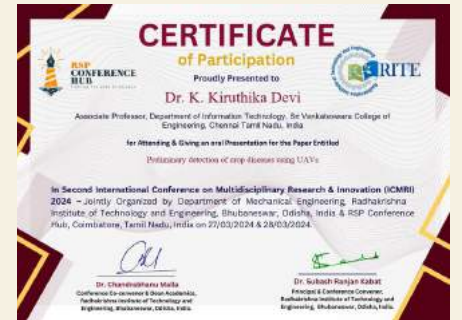 CERTIFICATE
of Participation
RSP
CONFERENCE
HUB
RITE
Proudly Presented to
Dr. K. Kiruthika Devi
Associate Professor, Department of Information Technology, Sri Venkateswara College of
Engineering, Chennai Tamil Nadu, India
for Attending & Giving an oral Presentation for the Paper Entitled
Preliminary detection of crop diseases using UAVs
In Second International Conference on Multidisciplinary Research & Innovation (ICMRI)
2024 – Jointly Organized by Department of Mechanical Engineering, Radhakrishna
Institute of Technology and Engineering, Bhubaneswar, Odisha, India & RSP Conference
Hub, Coimbatore, Tamil Nadu, India on 27/03/2024 & 28/03/2024.
Dr. Chandrabhanu Malla
Conference Co-convener & Dean Academics,
Radhakrishna Institute of Technology and
Engineering, Bhubaneswar, Odisha, India.
Dr. Subash Ranjan Kabat
Principal & Conference Convener,
Radhakrishna Institute of Technology and
Engineering, Bhubaneswar, Odisha, India.